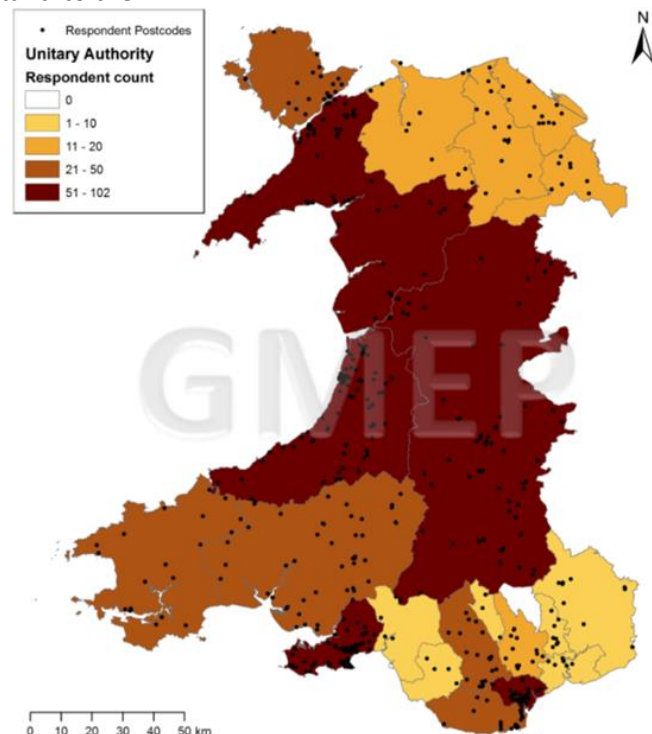 Respondent Postcodes
Unitary Authority
Respondent count
0
1 - 10
11 - 20
21 - 50
51 - 102
N
GMEP
0 10 20 30 40 50 km